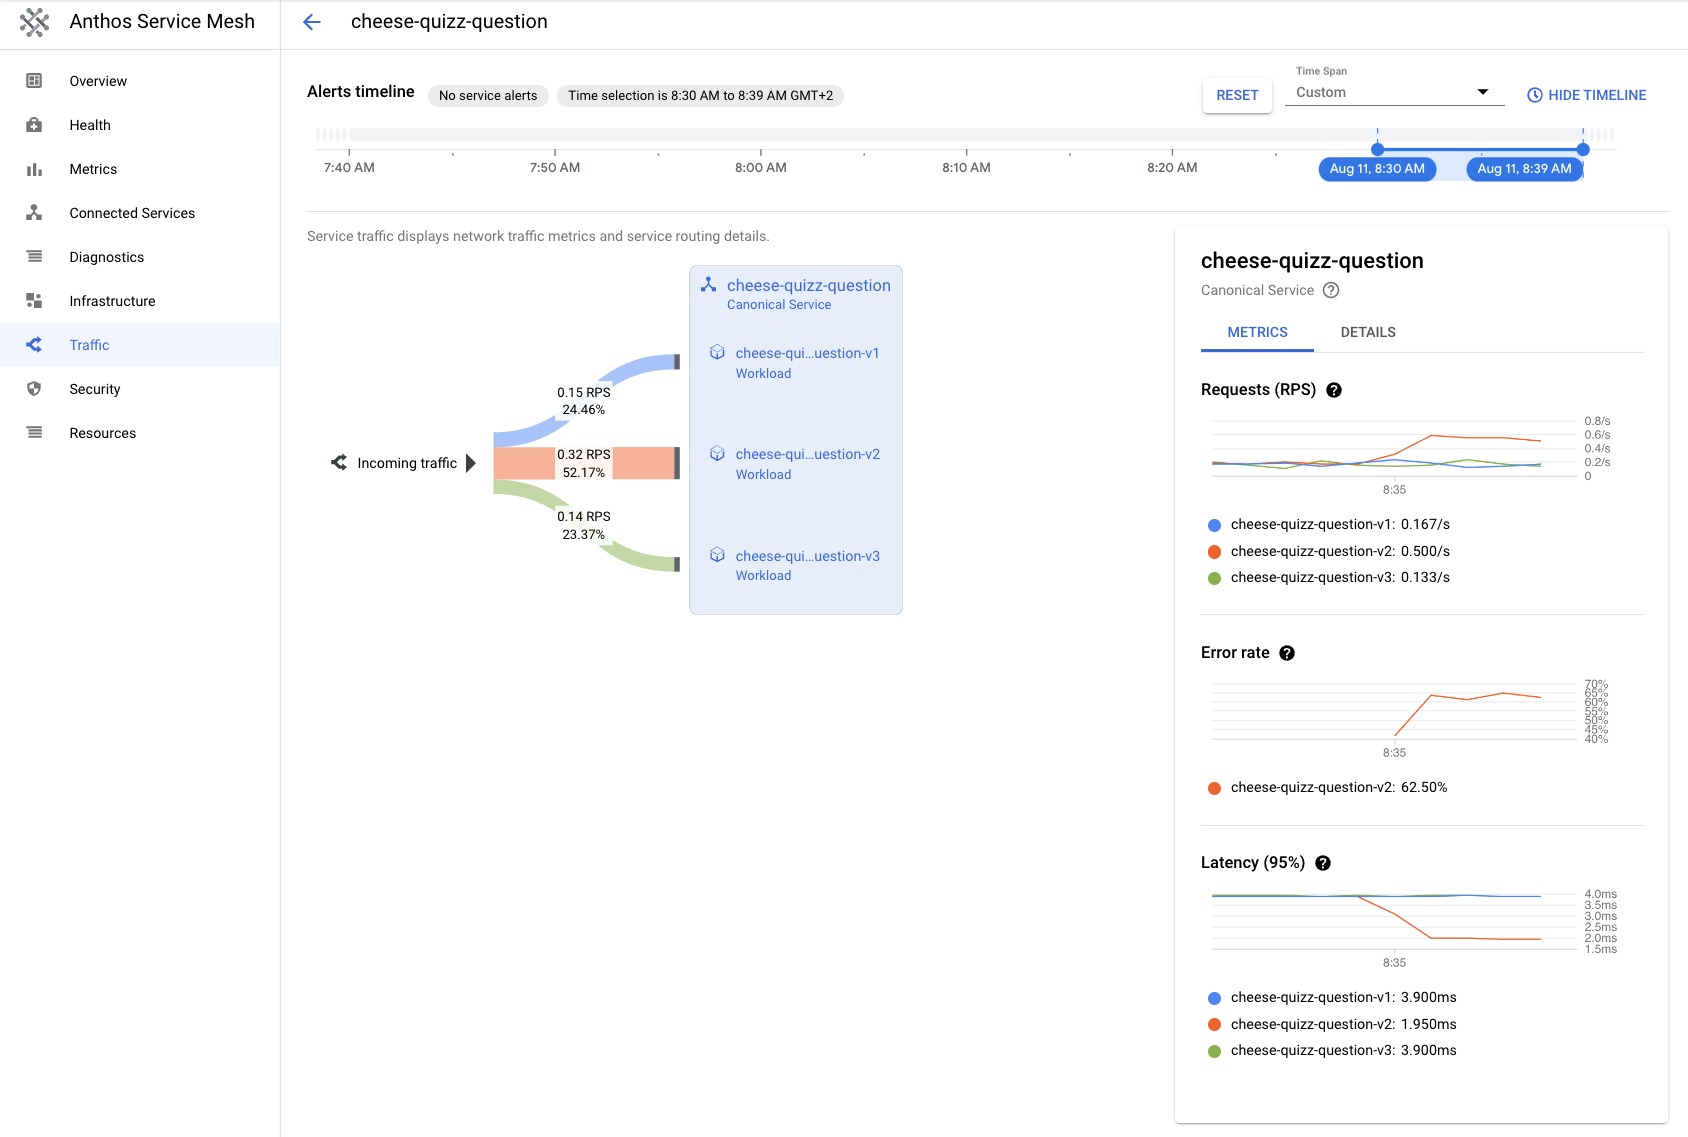 Anthos Service Mesh
cheese-quizz-question
Overview
Health
Metrics
Connected Services
Diagnostics
Infrastructure
Traffic
Security
Resources
Alerts timeline
No service alerts
Time selection is 8:30 AM to 8:39 AM GMT+2
RESET
Time Span
Custom
HIDE TIMELINE
7:40 AM
7:50 AM
8:00 AM
8:10 AM
8:20 AM
Aug 11, 8:30 AM
Aug 11, 8:39 AM
Service traffic displays network traffic metrics and service routing details.
Incoming traffic
0.15 RPS
24.46%
0.32 RPS
52.17%
0.14 RPS
23.37%
cheese-quizz-question
Canonical Service
cheese-qui...uestion-v1
Workload
cheese-qui...uestion-v2
Workload
cheese-qui...uestion-v3
Workload
cheese-quizz-question
Canonical Service
METRICS
DETAILS
Requests (RPS)
0.8/s
0.6/s
0.4/s
0.2/s
0
8:35
cheese-quizz-question-v1: 0.167/s
cheese-quizz-question-v2: 0.500/s
cheese-quizz-question-v3: 0.133/s
Error rate
70%
65%
60%
55%
50%
45%
40%
8:35
cheese-quizz-question-v2: 62.50%
Latency (95%)
4.0ms
3.5ms
3.0ms
2.5ms
2.0ms
1.5ms
8:35
cheese-quizz-question-v1: 3.900ms
cheese-quizz-question-v2: 1.950ms
cheese-quizz-question-v3: 3.900ms